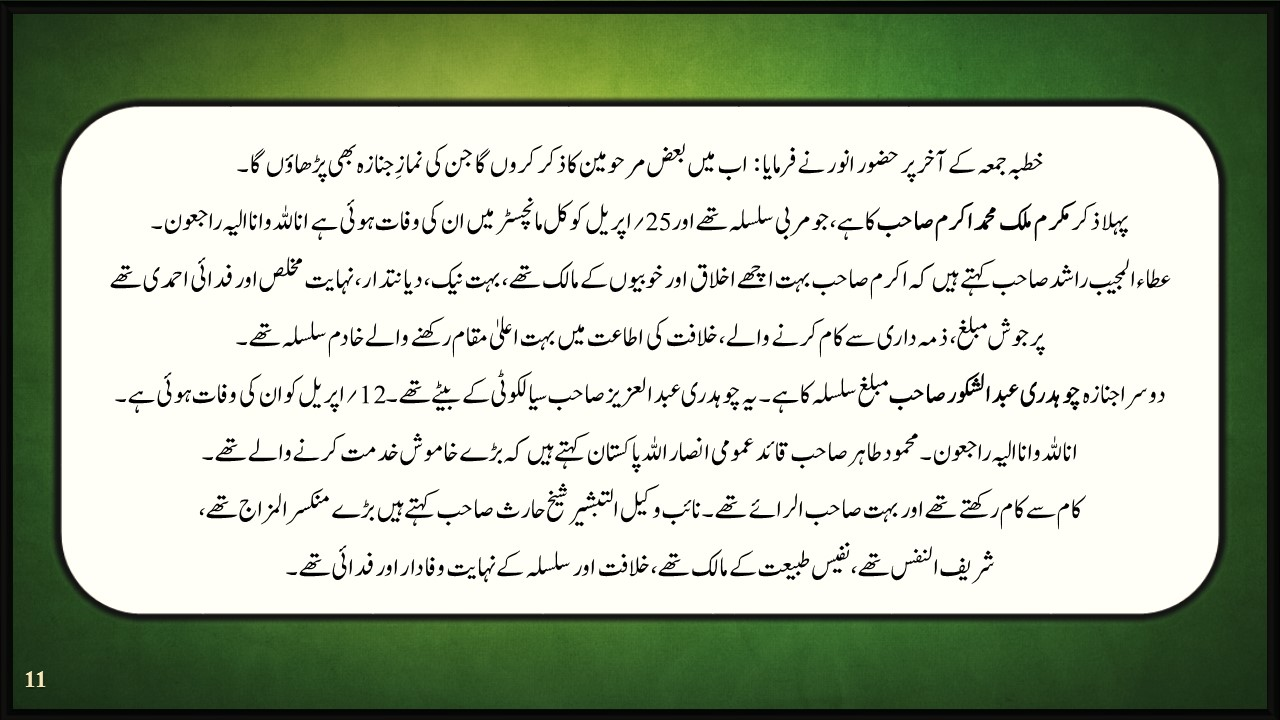 خطبہ جمعہ کے آخر پر حضور انور نے فرمایا: اب میں بعض مرحومین کا ذکر کروں گا جن کی نمازِ جنازہ بھی پڑھاؤں گا۔
پہلا ذکر مکرم ملک محمد اکرم صاحب کا ہے، جو مربی سلسلہ تھے اور 25؍اپریل کو کل مانچسٹر میں ان کی وفات ہوئی ہے اناللہ وانا الیہ راجعون۔
عطاء المجیب راشد صاحب کہتے ہیں کہ اکرم صاحب بہت اچھے اخلاق اور خوبیوں کے مالک تھے، بہت نیک، دیانتدار، نہایت مخلص اور فدائی احمدی تھے
پر جوش مبلغ، ذمہ داری سے کام کرنے والے، خلافت کی اطاعت میں بہت اعلیٰ مقام رکھنے والے خادم سلسلہ تھے۔
دوسرا جنازہ چوہدری عبدالشکور صاحب مبلغ سلسلہ کا ہے۔ یہ چوہدری عبدالعزیز صاحب سیالکوٹی کے بیٹے تھے۔ 12؍اپریل کو ان کی وفات ہوئی ہے۔
اناللہ وانا الیہ راجعون۔ محمود طاہر صاحب قائد عمومی انصار اللہ پاکستان کہتے ہیں کہ بڑے خاموش خدمت کرنے والے تھے۔
کام سے کام رکھتے تھے اور بہت صاحب الرائے تھے۔ نائب وکیل التبشیر شیخ حارث صاحب کہتے ہیں بڑے منکسر المزاج تھے،
شریف النفس تھے، نفیس طبیعت کے مالک تھے، خلافت اور سلسلہ کے نہایت وفادار اور فدائی تھے۔
11